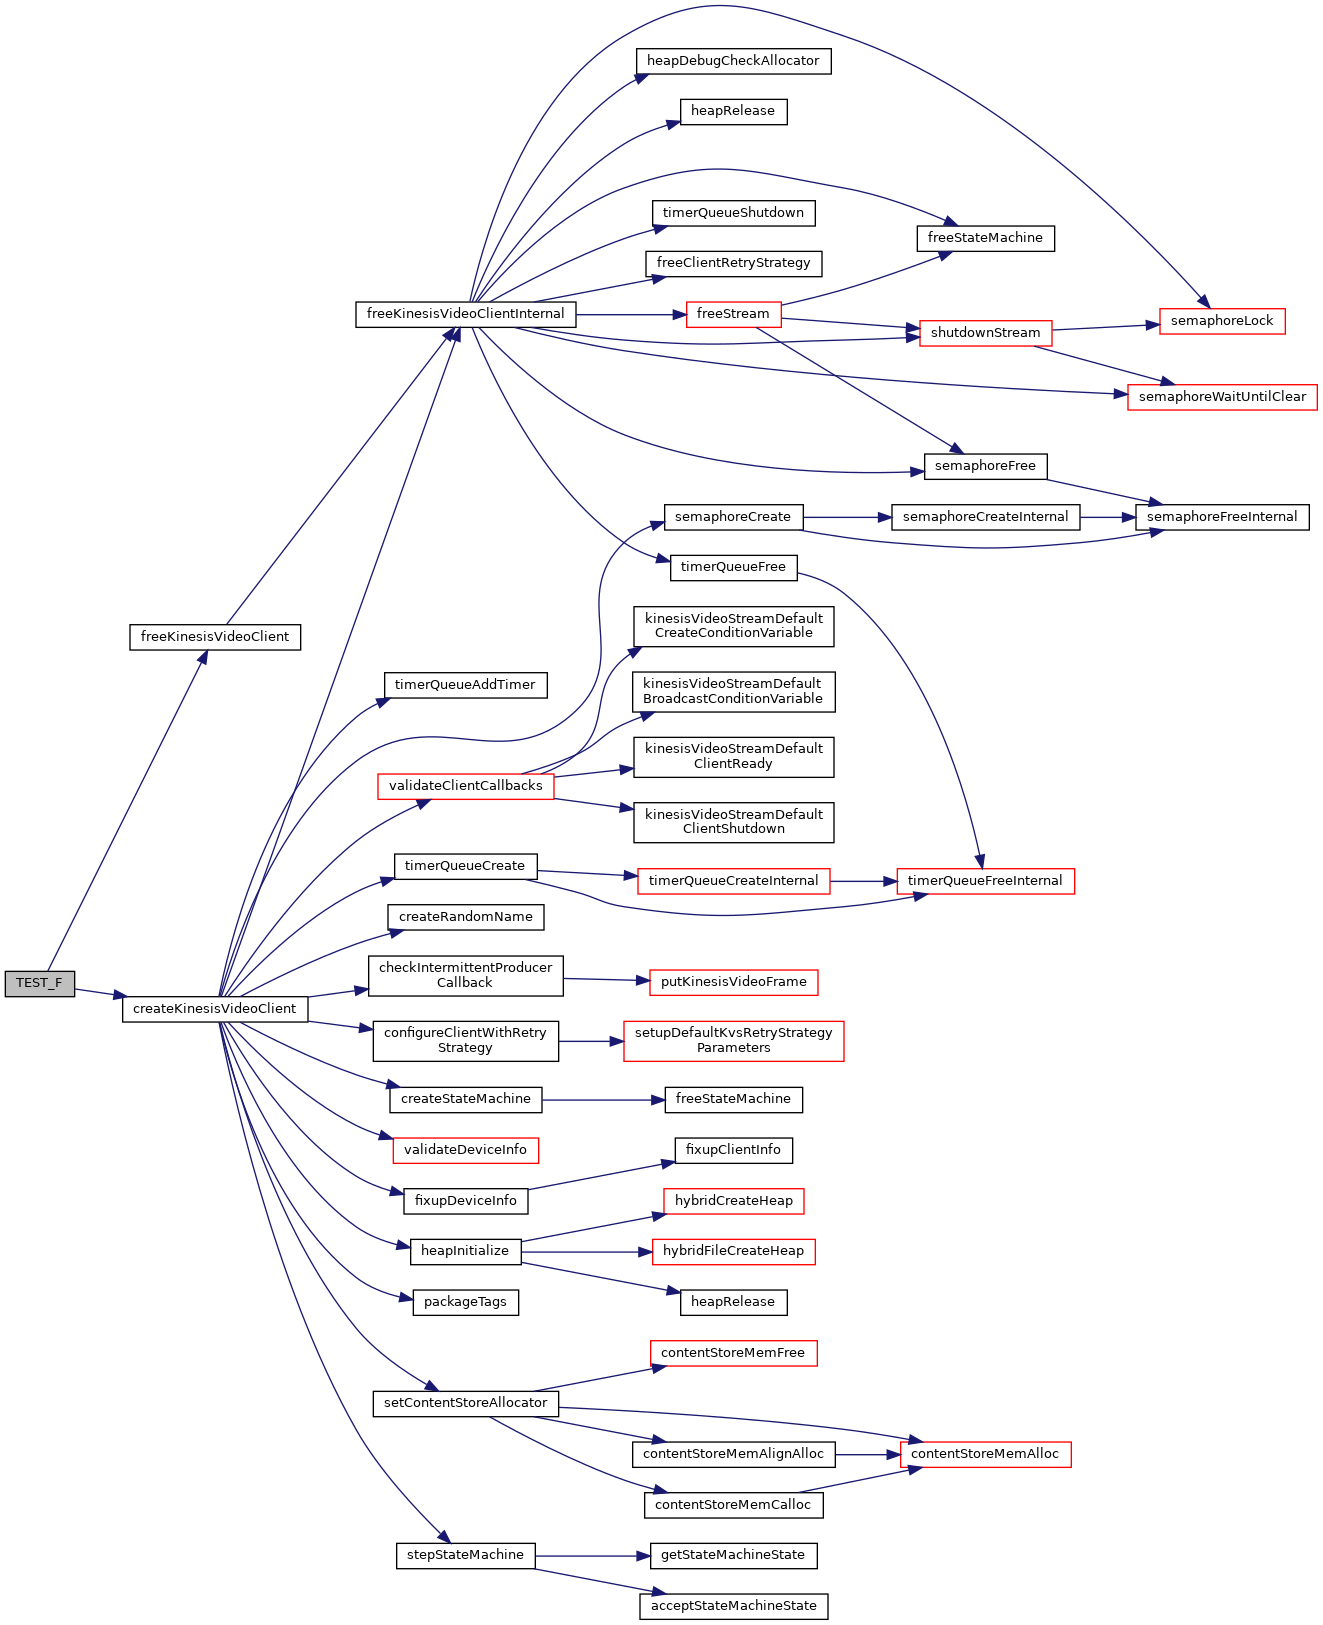 heapDebugCheckAllocator
heapRelease
timerQueueShutdown
freeStateMachine
freeClientRetryStrategy
freeKinesisVideoClientInternal
freeStream
shutdownStream
semaphoreLock
semaphoreWaitUntilClear
semaphoreFree
semaphoreCreate
semaphoreCreateInternal
semaphoreFreeInternal
timerQueueFree
kinesisVideoStreamDefault
CreateConditionVariable
freeKinesisVideoClient
timerQueueAddTimer
kinesisVideoStreamDefault
BroadcastConditionVariable
kinesisVideoStreamDefault
ClientReady
validateClientCallbacks
kinesisVideoStreamDefault
ClientShutdown
timerQueueCreate
timerQueueCreateInternal
timerQueueFreeInternal
createRandomName
checkIntermittentProducer
Callback
putKinesisVideoFrame
TEST_F
createKinesisVideoClient
configureClientWithRetry
Strategy
setupDefaultKvsRetryStrategy
Parameters
createStateMachine
freeStateMachine
validateDeviceInfo
fixupClientInfo
fixupDeviceInfo
hybridCreateHeap
heapInitialize
hybridFileCreateHeap
packageTags
heapRelease
contentStoreMemFree
setContentStoreAllocator
contentStoreMemAlignAlloc
contentStoreMemAlloc
contentStoreMemCalloc
stepStateMachine
getStateMachineState
acceptStateMachineState